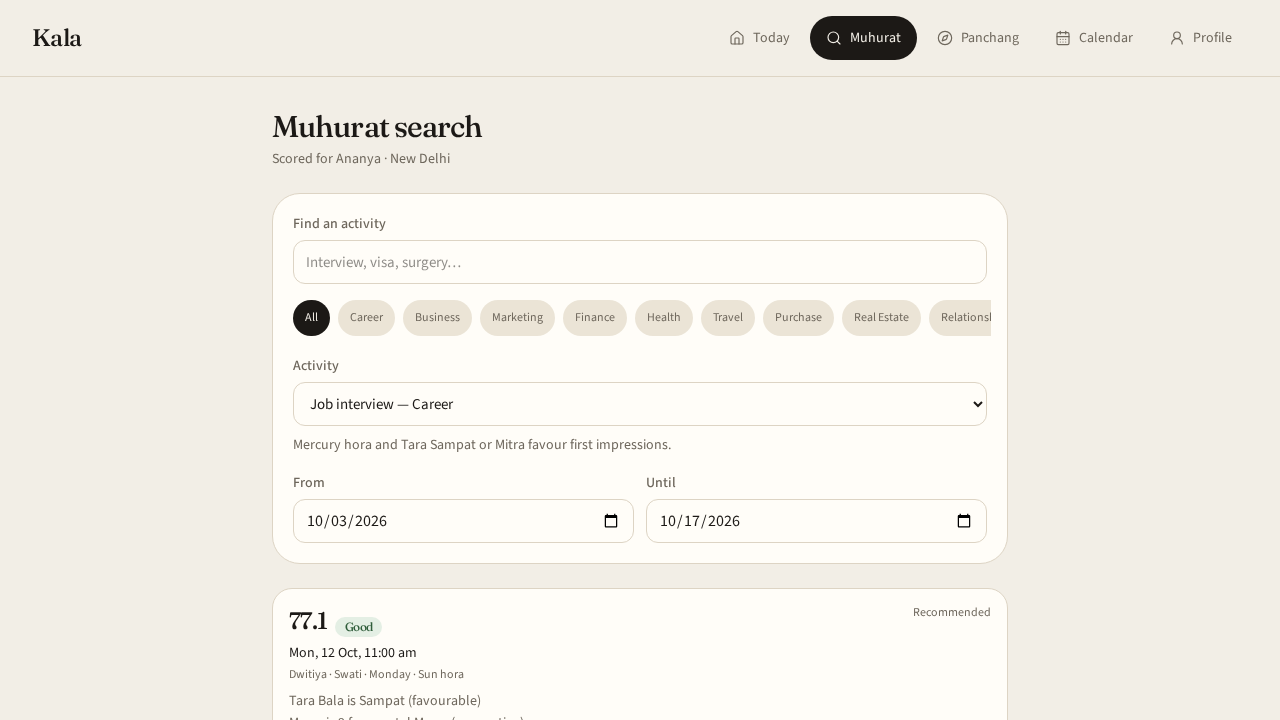 Kala
Today
Muhurat
Panchang
Calendar
Profile
Muhurat search
Scored for Ananya · New Delhi
Find an activity
Interview, visa, surgery…
All
Career
Business
Marketing
Finance
Health
Travel
Purchase
Real Estate
Activity
Job interview — Career
Mercury hora and Tara Sampat or Mitra favour first impressions.
From
Until
10/03/2026
10/17/2026
77.1 Good
Recommended
Mon, 12 Oct, 11:00 am
Dwitiya · Swati · Monday · Sun hora
Tara Bala is Sampat (favourable)